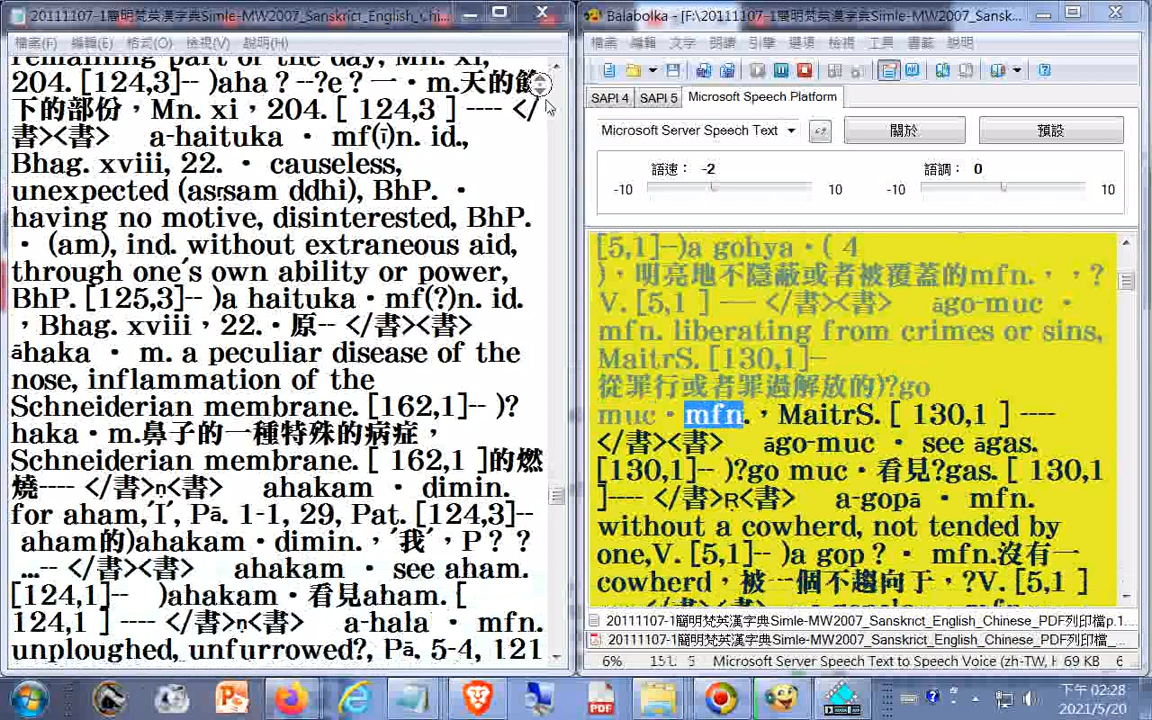 20111107-1簡明梵英漢字典Simle-MW2007_Sanskrict_English_Chi...
檔案(F) 編輯(E) 格式(O) 檢視(V) 說明(H)
remaining part of the day, Mn. xi,
204. [124,3]-- )aha ? --?e ? 一‧m.天的餘
下的部份，Mn. xi，204. [ 124,3 ] ---- </
書><書> a-haituka ‧ mf(ī)n. id.,
Bhag. xviii, 22. ‧ causeless,
unexpected (asṛsam ddhi), BhP. ‧
having no motive, disinterested, BhP.
‧ (am), ind. without extraneous aid,
through one's own ability or power,
BhP. [125,3]-- )a haituka‧mf(?)n. id.
，Bhag. xviii，22.‧原-- </書><書>
āhaka ‧ m. a peculiar disease of the
nose, inflammation of the
Schneiderian membrane. [162,1]-- )?
haka‧m.鼻子的一種特殊的病症，
Schneiderian membrane. [ 162,1 ]的燃
燒---- </書>ṇ<書> ahakam ‧ dimin.
for aham,'I', Pā. 1-1, 29, Pat. [124,3]--
aham的)ahakam‧dimin.，'我'，P？？
...-- </書><書> ahakam ‧ see aham.
[124,1]-- )ahakam‧看見aham. [
124,1 ] ---- </書>ṇ<書> a-hala ‧ mfn.
unploughed, unfurrowed?, Pā. 5-4, 121
Balabolka - [F:\20111107-1簡明梵英漢字典Simle-MW2007_Sansk...
檔案 編輯 文字 朗讀 引擎 選項 檢視 工具 書籤 說明
SAPI 4 SAPI 5 Microsoft Speech Platform
Microsoft Server Speech Text 關於 預設
語速： -2 語調： 0
-10 10 -10 10
[5,1]--)a gohya‧( 4
)，明亮地不隱蔽或者被覆蓋的mfn.，，?
V. [5,1 ] ---- </書><書> āgo-muc ‧
mfn. liberating from crimes or sins,
MaitrS. [130,1]--
從罪行或者罪過解放的)?go
muc‧mfn.，MaitrS. [ 130,1 ] ----
</書><書> āgo-muc ‧ see āgas.
[130,1]-- )?go muc‧看見?gas. [ 130,1
]---- </書>Ṛ<書> a-gopā ‧ mfn.
without a cowherd, not tended by
one,V. [5,1]-- )a gop ?‧ mfn.沒有一
cowherd，被一個不趨向于，?V. [5,1 ]
20111107-1簡明梵英漢字典Simle-MW2007_Sanskrict_English_Chinese_PDF列印檔p.1...
20111107-1簡明梵英漢字典Simle-MW2007_Sanskrict_English_Chinese_PDF列印檔_...
6% 151: 5 Microsoft Server Speech Text to Speech Voice (zh-TW, H 69 KB 6
下午 02:28
2021/5/20